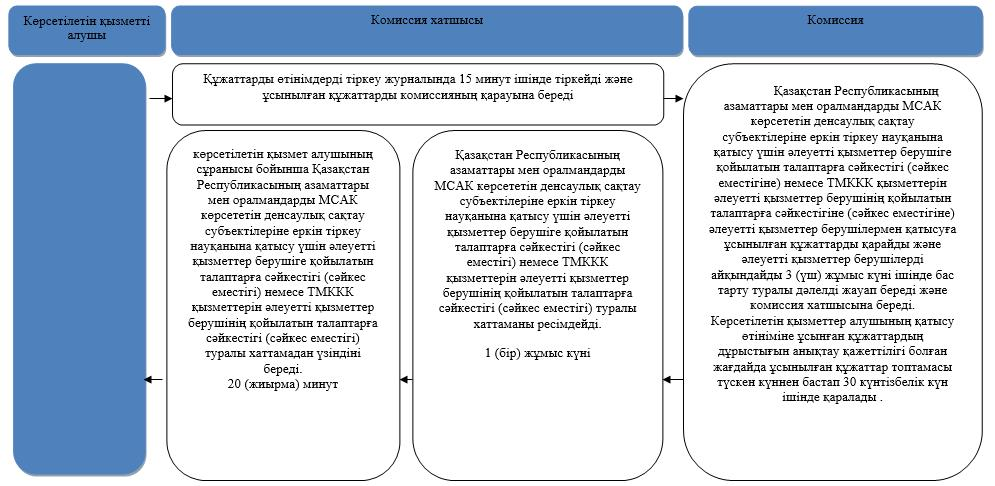 Көрсетілетін қызметті
алушы
Комиссия хатшысы
Комиссия
Құжаттарды өтінімдерді тіркеу журналында 15 минут ішінде тіркейді және
ұсынылған құжаттарды комиссияның қарауына береді
көрсетілетін қызмет алушының
сұранысы бойынша Қазақстан
Республикасының азаматтары
мен оралмандарды МСАК
көрсететін денсаулық сақтау
субъектілеріне еркін тіркеу
науқанына қатысу үшін әлеуетті
қызметтер берушіге қойылатын
талаптарға сәйкестігі (сәйкес
еместігі) немесе ТМККК
қызметтерін әлеуетті қызметтер
берушінің қойылатын талаптарға
сәйкестігі (сәйкес еместігі)
туралы хаттамадан үзіндіні
береді.
20 (жиырма) минут
Қазақстан Республикасының
азаматтары мен оралмандарды
МСАК көрсететін денсаулық сақтау
субъектілеріне еркін тіркеу
науқанына қатысу үшін әлеуетті
қызметтер берушіге қойылатын
талаптарға сәйкестігі (сәйкес
еместігі) немесе ТМККК
қызметтерін әлеуетті қызметтер
берушінің қойылатын талаптарға
сәйкестігі (сәйкес еместігі) туралы
хаттаманы ресімдейді.
1 (бір) жұмыс күні
Қазақстан Республикасының
азаматтары мен оралмандарды МСАК
көрсететін денсаулық сақтау
субъектілеріне еркін тіркеу науқанына
қатысу үшін әлеуетті қызметтер берушіге
қойылатын талаптарға сәйкестігі (сәйкес
еместігіне) немесе ТМККК қызметтерін
әлеуетті қызметтер берушінің қойылатын
талаптарға сәйкестігіне (сәйкес еместігіне)
әлеуетті қызметтер берушілермен қатысуға
ұсынылған құжаттарды қарайды және
әлеуетті қызметтер берушілерді
айқындайды 3 (үш) жұмыс күні ішінде бас
тарту туралы дәлелді жауап береді және
комиссия хатшысына береді.
Көрсетілетін қызметтер алушының қатысу
өтініміне ұсынған құжаттардың
дұрыстығын анықтау қажеттілігі болған
жағдайда ұсынылған құжаттар топтамасы
түскен күннен бастап 30 күнтізбелік күн
ішінде қаралады .